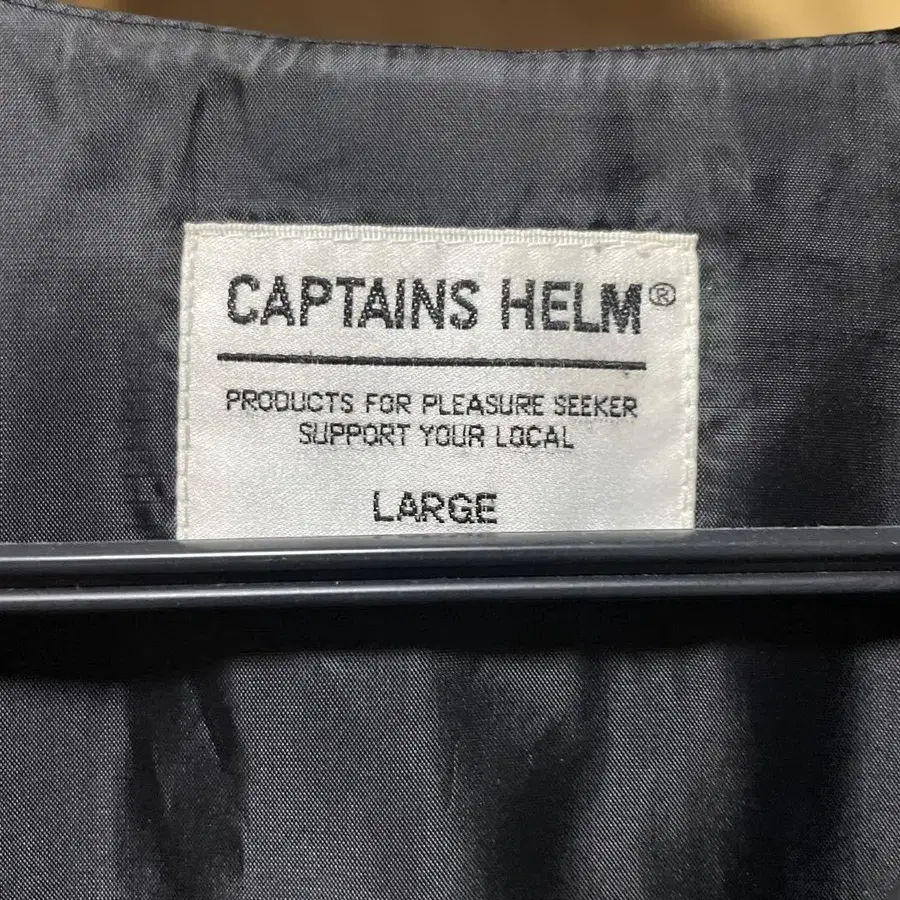 CAPTAINS HELM®
PRODUCTS FOR PLEASURE SEEKER
SUPPORT YOUR LOCAL
LARGE